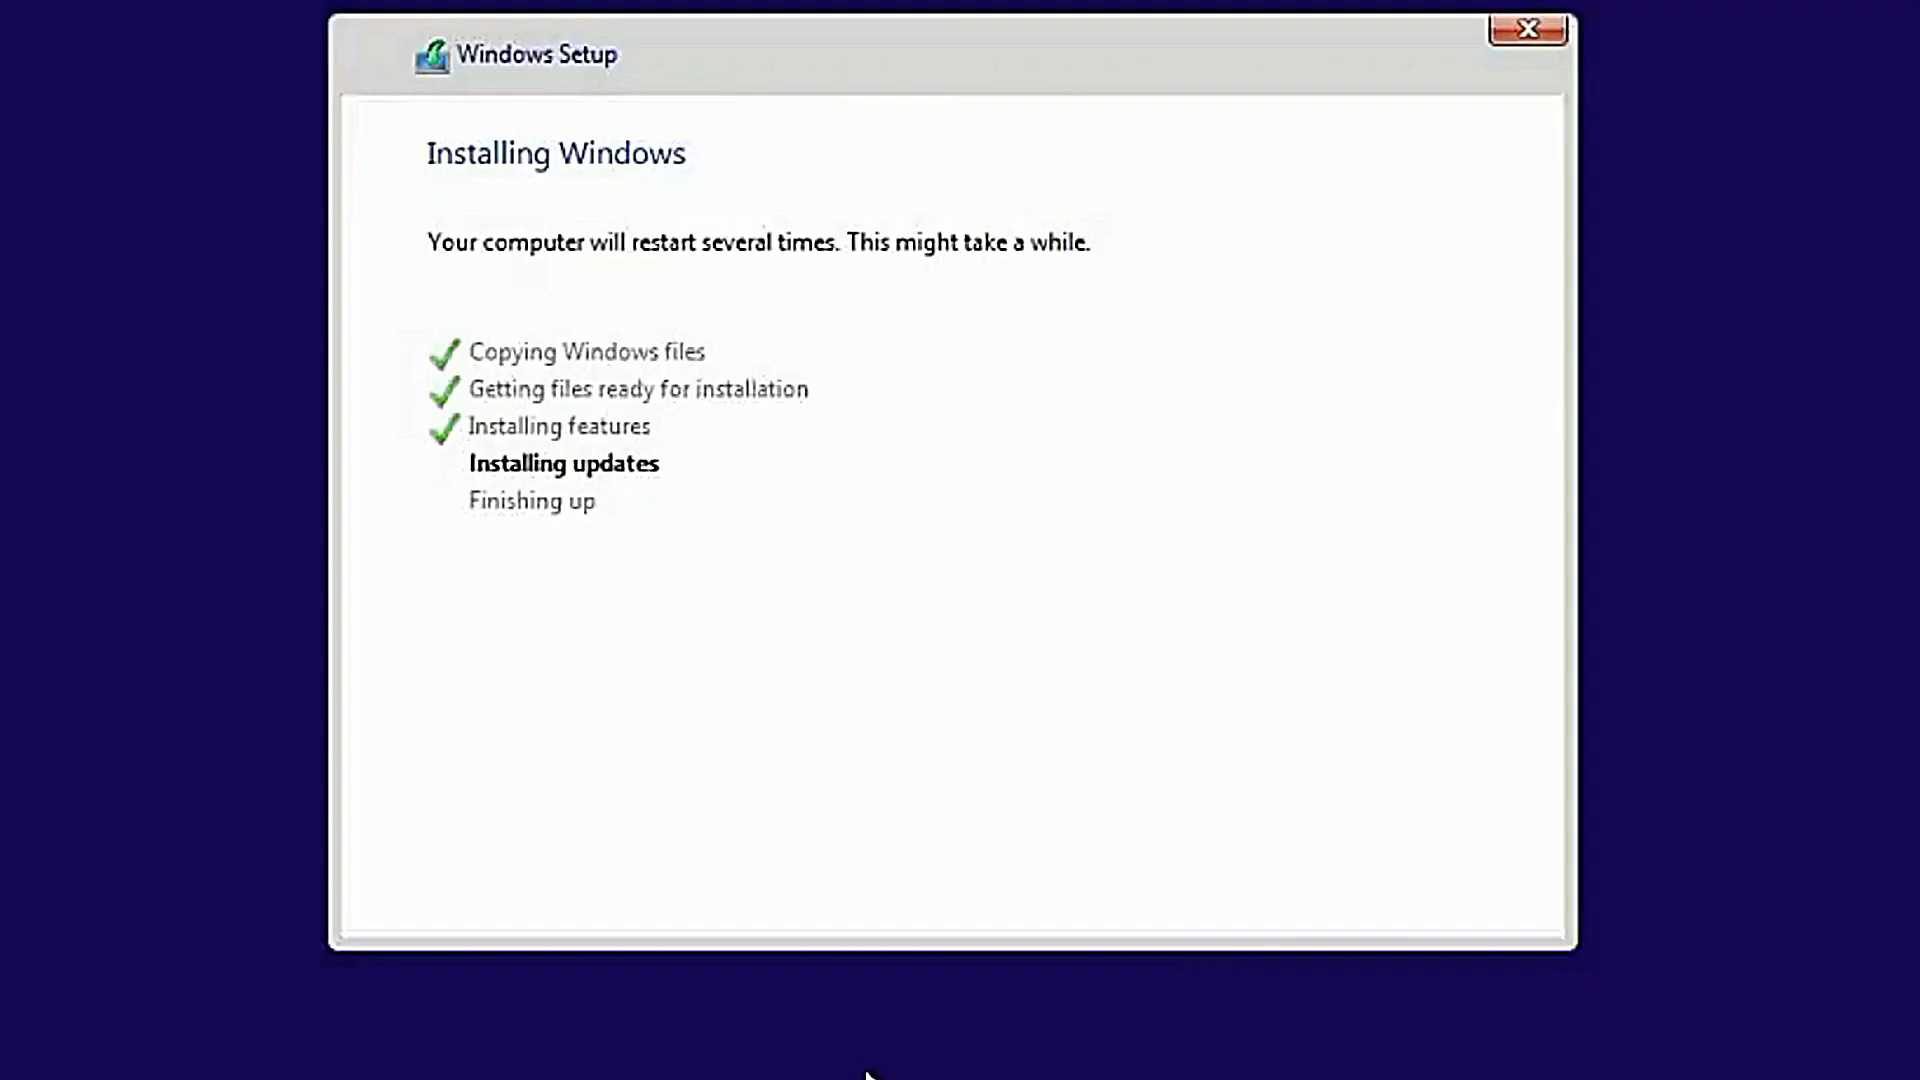 Windows Setup
Installing Windows
Your computer will restart several times. This might take a while.
Copying Windows files
Getting files ready for installation
Installing features
Installing updates
Finishing up